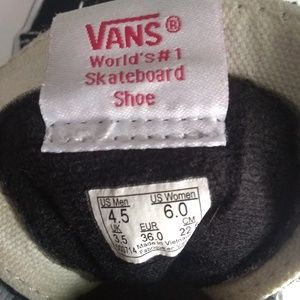 VANS®
World's #1
Skateboard
Shoe
US Men US Women
4.5 6.0
UK EUR CM
3.5 36.0 22
Made in Vietnam